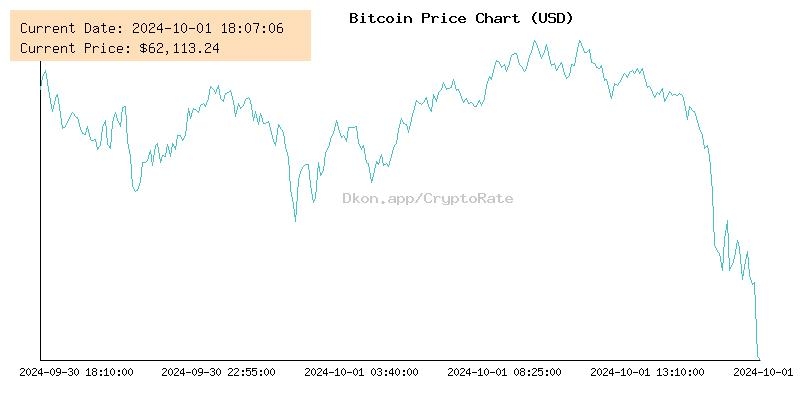 Bitcoin Price Chart (USD)
Current Date: 2024-10-01 18:07:06
Current Price: $62,113.24
Dkon.app/CryptoRate
2024-09-30 18:10:00 2024-09-30 22:55:00 2024-10-01 03:40:00 2024-10-01 08:25:00 2024-10-01 13:10:00 2024-10-01